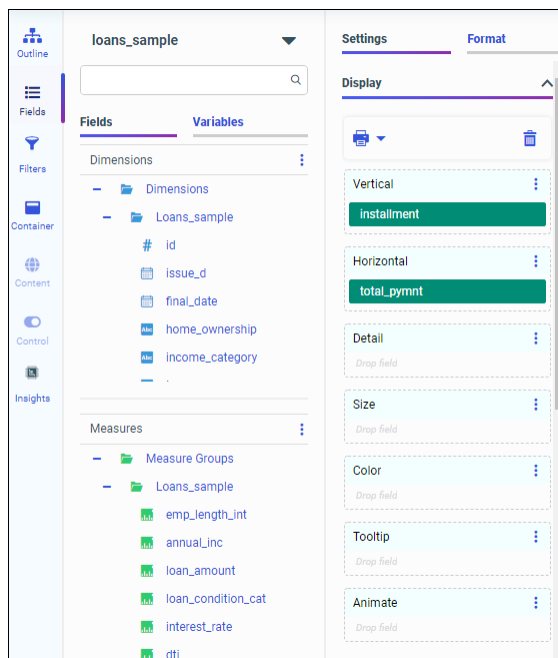 Outline
Fields
Filters
Container
Content
Control
Insights
loans_sample
Fields
Variables
Dimensions
Dimensions
Loans_sample
# id
issue_d
final_date
Abc home_ownership
Abc income_category
Measures
Measure Groups
Loans_sample
emp_length_int
annual_inc
loan_amount
loan_condition_cat
interest_rate
dti
Settings
Format
Display
Vertical
installment
Horizontal
total_pymnt
Detail
Drop field
Size
Drop field
Color
Drop field
Tooltip
Drop field
Animate
Drop field